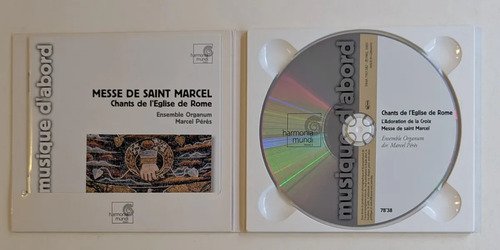 musique d'abord
harmonia
mundi
MESSE DE SAINT MARCEL
Chants de l'Eglise de Rome
Ensemble Organum
Marcel Pérès
harmonia
mundi
musique d'abord
harmonia
mundi
Chants de l'Eglise de Rome
L'Adoration de la Croix
Messe de saint Marcel
Ensemble Organum
dir. Marcel Pérès
78'38